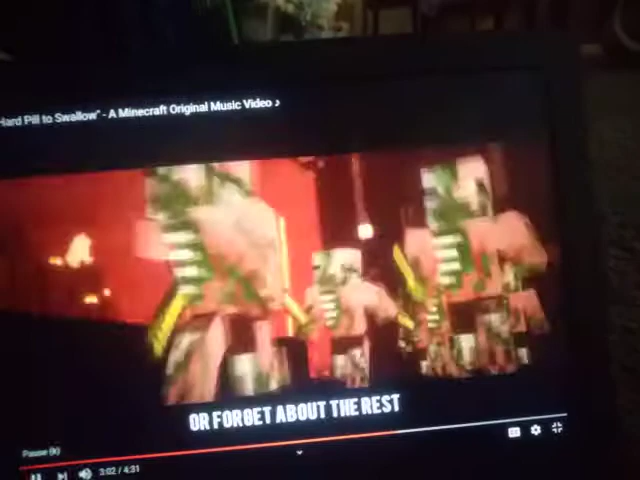 Hard Pill to Swallow" - A Minecraft Original Music Video ♪
OR FORGET ABOUT THE REST
Pause (k)
3:02 / 4:31